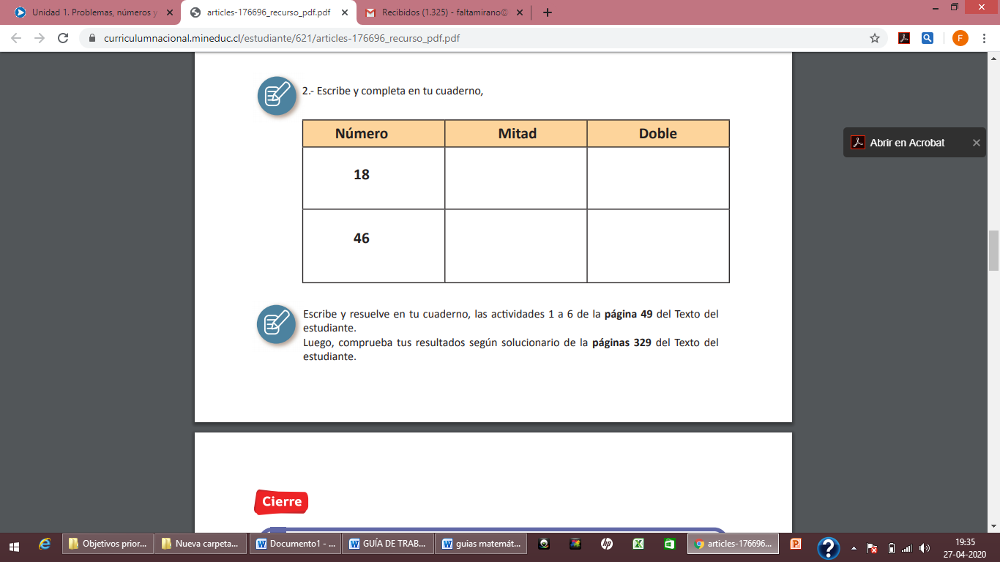 Unidad 1. Problemas, números y
articles-176696_recurso_pdf.pdf
Recibidos (1.325) - faltamirano@
curriculumnacional.mineduc.cl/estudiante/621/articles-176696_recurso_pdf.pdf
F
Abrir en Acrobat
2.- Escribe y completa en tu cuaderno,
Número Mitad Doble
18
46
Escribe y resuelve en tu cuaderno, las actividades 1 a 6 de la página 49 del Texto del
estudiante.
Luego, comprueba tus resultados según solucionario de la páginas 329 del Texto del
estudiante.
Cierre
Objetivos prior...
Nueva carpeta...
Documento1 - ...
GUÍA DE TRAB...
guias matemát...
articles-176696...
19:35
27-04-2020